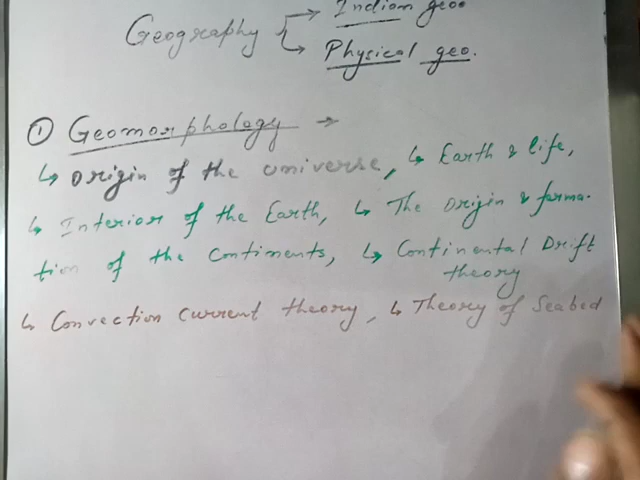 → Indian geo
Geography
→ Physical geo.
① Geomorphology →
↳ Origin of the universe, ↳ Earth & life,
↳ Interior of the Earth, ↳ The Origin & forma-
tion of the Continents, ↳ Continental Drift
theory
↳ Convection Current theory, ↳ Theory of Seabed